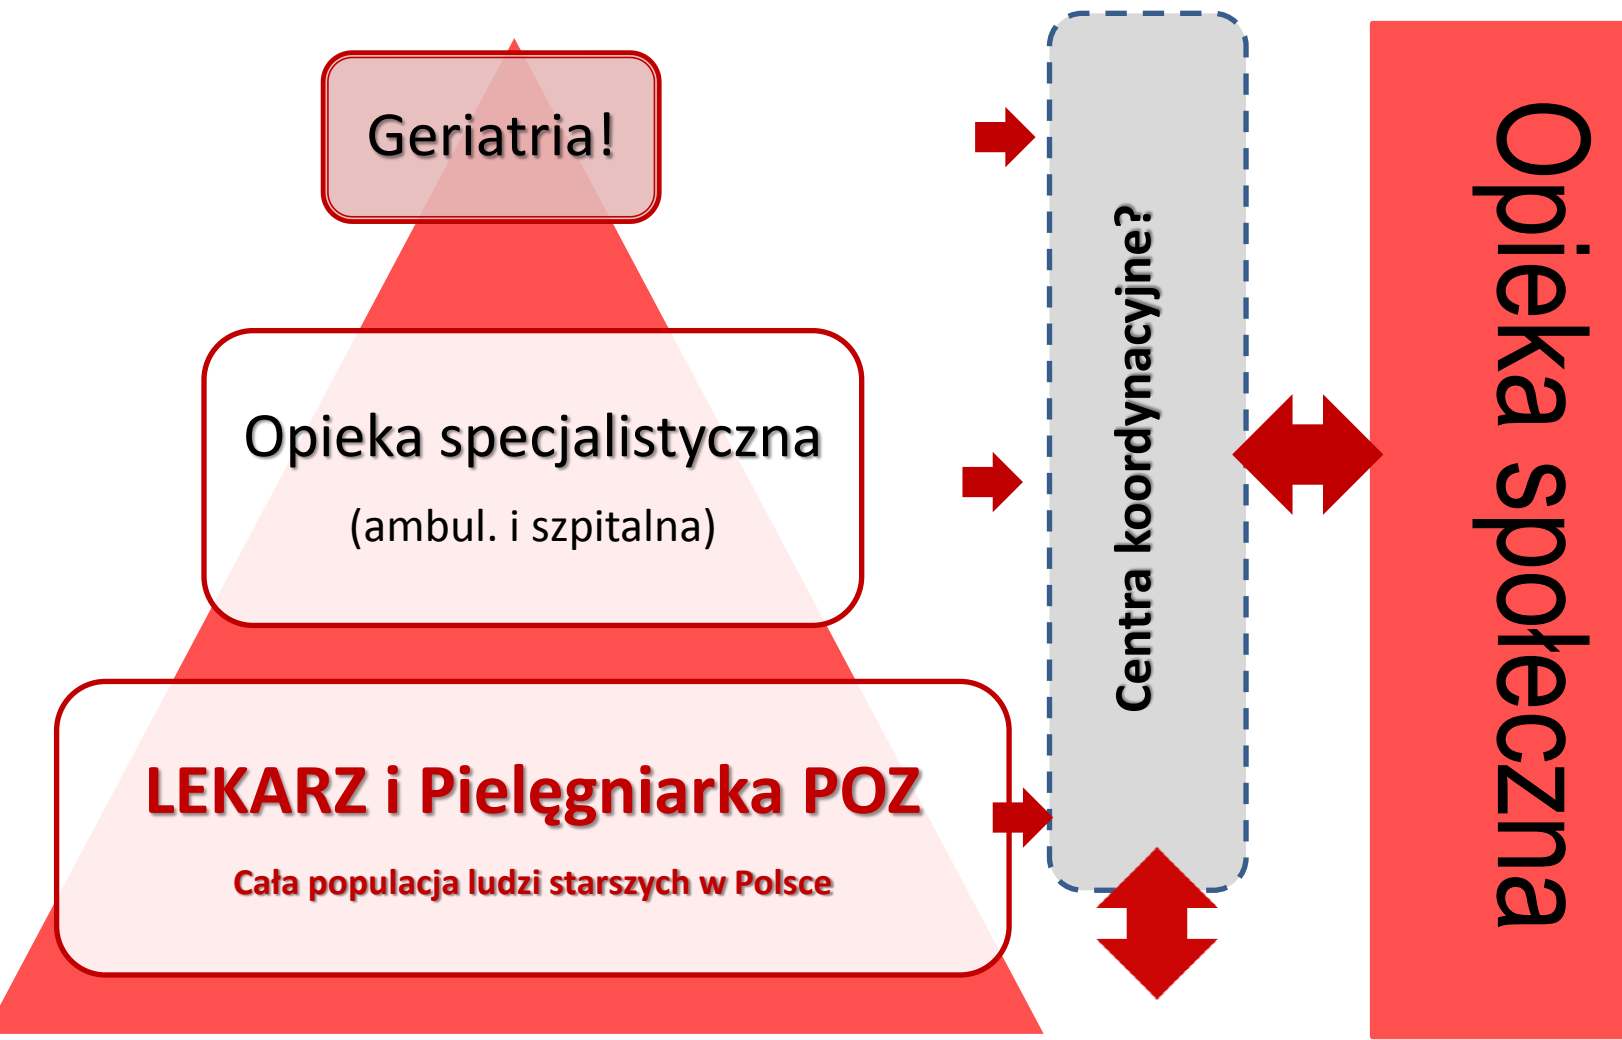 Geriatria!
Opieka specjalistyczna
(ambul. i szpitalna)
LEKARZ i Pielęgniarka POZ
Cała populacja ludzi starszych w Polsce
Centra koordynacyjne?
Opieka społeczna